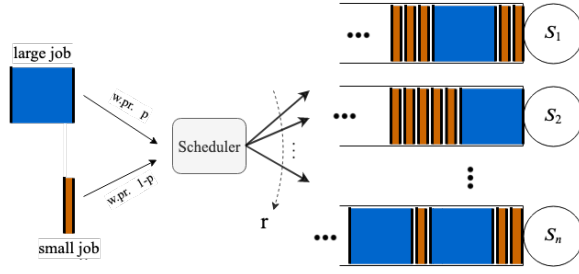 large job
w.pr. p
w.pr. 1-p
small job
Scheduler
r
S1
S2
Sn